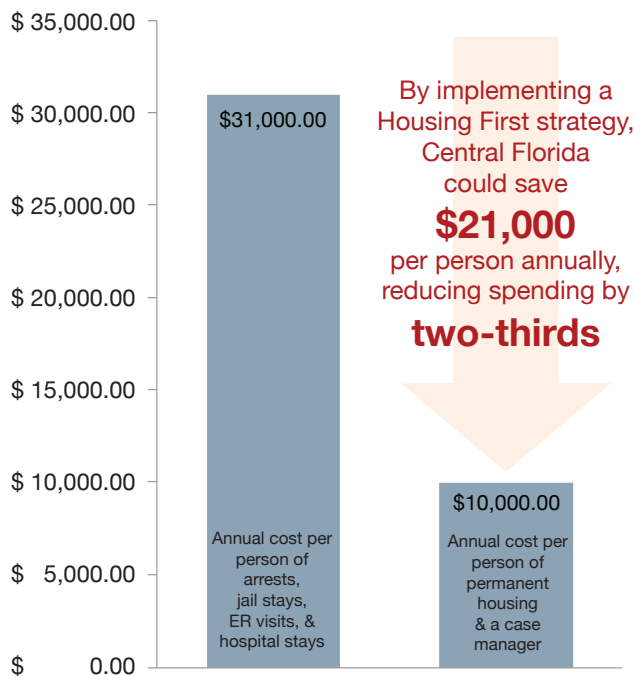 $ 35,000.00
$ 30,000.00
$ 25,000.00
$ 20,000.00
$ 15,000.00
$ 10,000.00
$ 5,000.00
$ 0.00
$31,000.00
Annual cost per
person of
arrests,
jail stays,
ER visits, &
hospital stays
By implementing a
Housing First strategy,
Central Florida
could save
$21,000
per person annually,
reducing spending by
two-thirds
$10,000.00
Annual cost per
person of
permanent
housing
& a case
manager